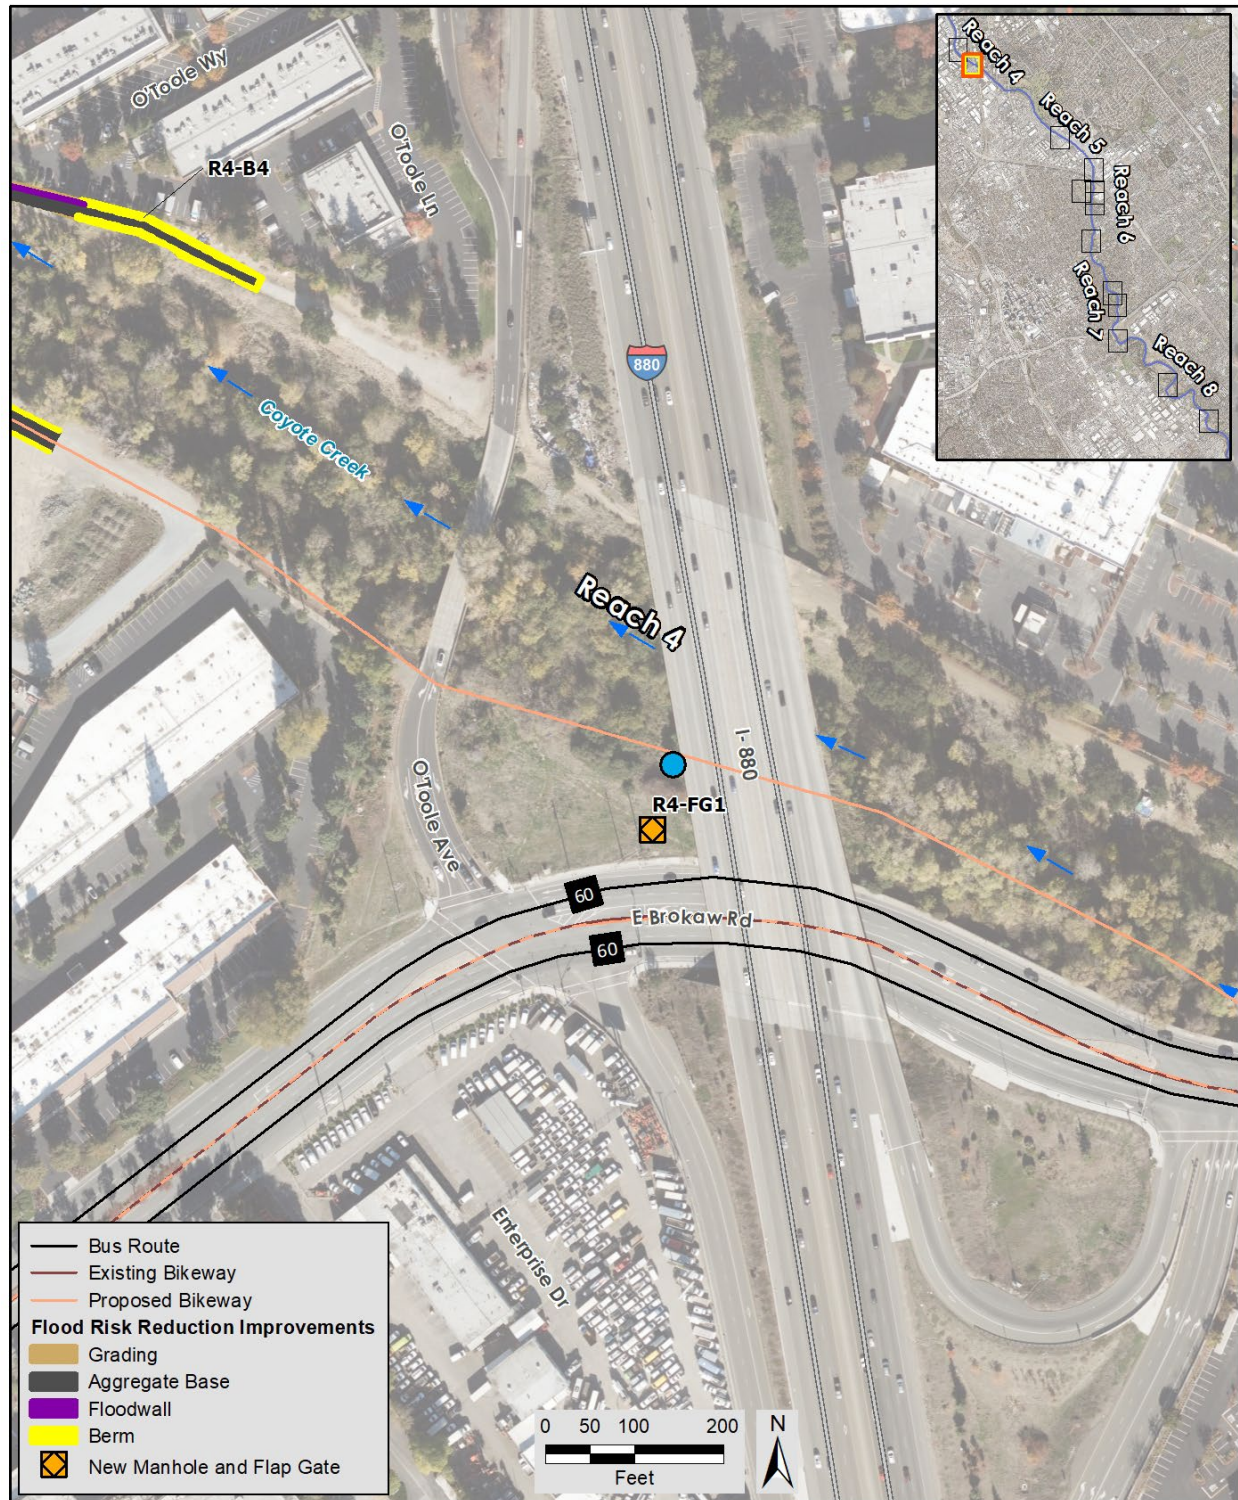 O'Toole Wy
R4-B4
O'Toole Ln
880
Coyote Creek
Reach 4
I-880
R4-FG1
O'Toole Ave
60
E Brokaw Rd
60
Enterprise Dr
Reach 4
Reach 5
Reach 6
Reach 7
Reach 8
Bus Route
Existing Bikeway
Proposed Bikeway
Flood Risk Reduction Improvements
Grading
Aggregate Base
Floodwall
Berm
New Manhole and Flap Gate
0 50 100 200
Feet
N